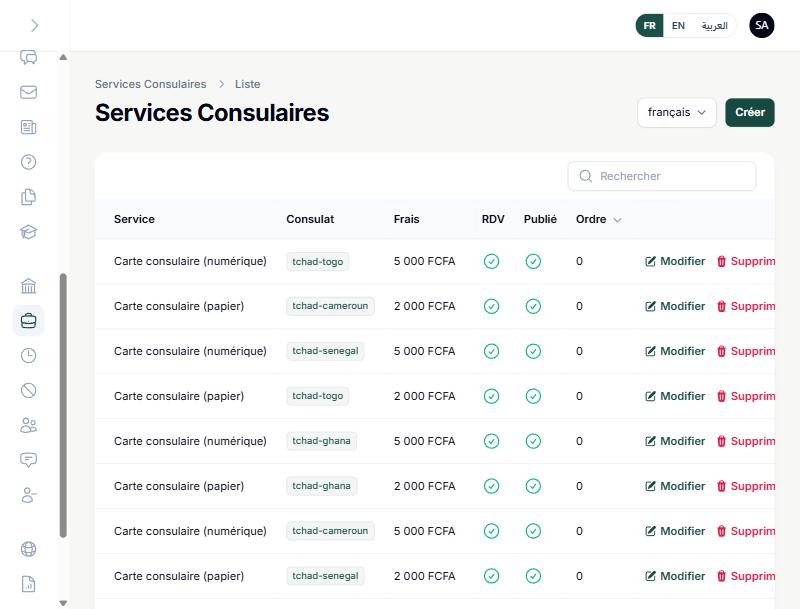 FR EN العربية SA
Services Consulaires > Liste
Services Consulaires
français Créer
Rechercher
Service Consulat Frais RDV Publié Ordre
Carte consulaire (numérique) tchad-togo 5 000 FCFA 0 Modifier Supprim
Carte consulaire (papier) tchad-cameroun 2 000 FCFA 0 Modifier Supprim
Carte consulaire (numérique) tchad-senegal 5 000 FCFA 0 Modifier Supprim
Carte consulaire (papier) tchad-togo 2 000 FCFA 0 Modifier Supprim
Carte consulaire (numérique) tchad-ghana 5 000 FCFA 0 Modifier Supprim
Carte consulaire (papier) tchad-ghana 2 000 FCFA 0 Modifier Supprim
Carte consulaire (numérique) tchad-cameroun 5 000 FCFA 0 Modifier Supprim
Carte consulaire (papier) tchad-senegal 2 000 FCFA 0 Modifier Supprim